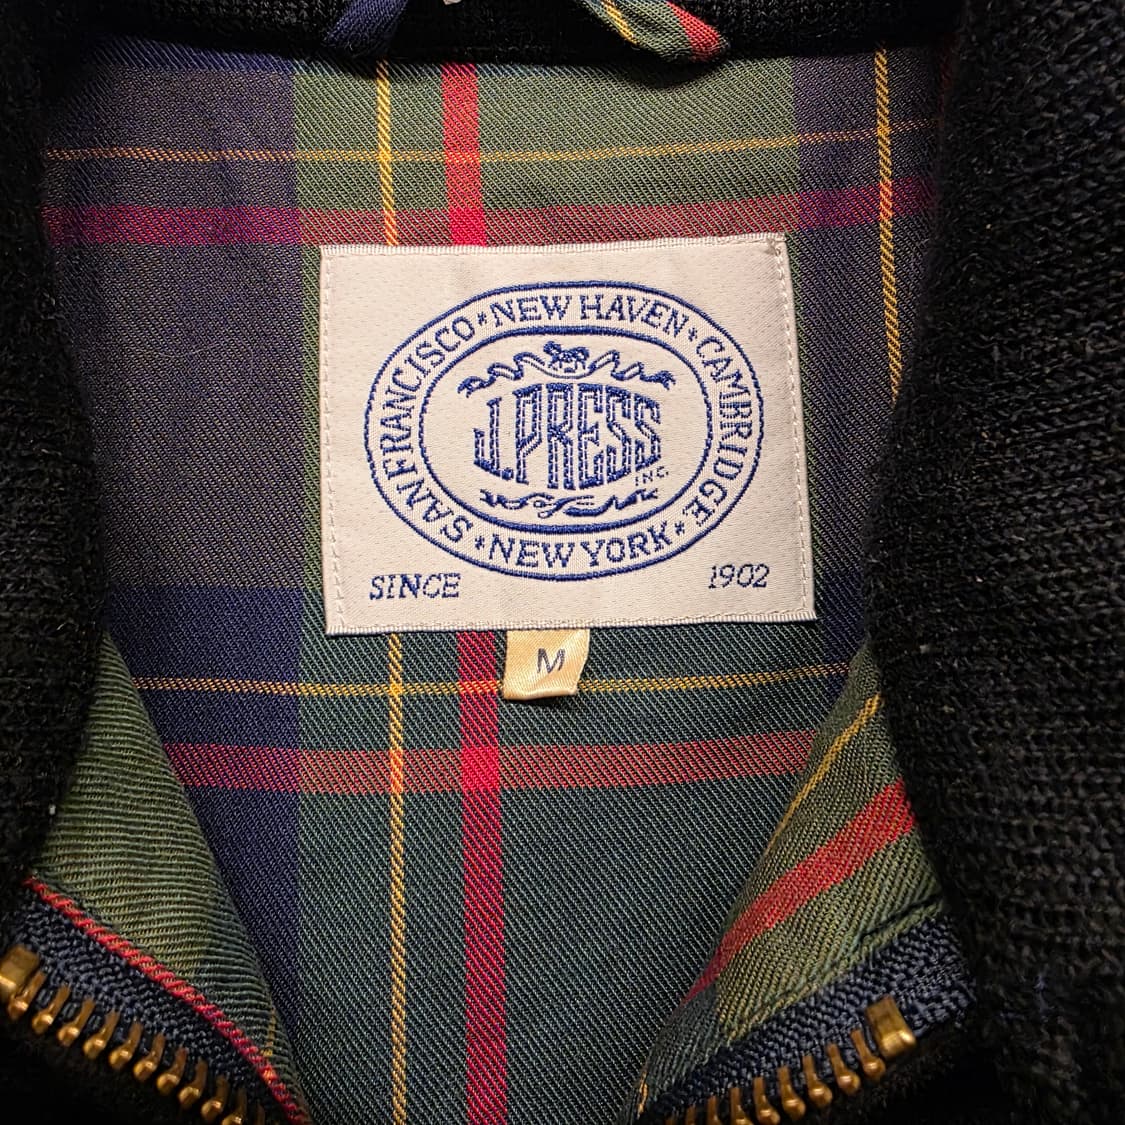 SAN FRANCISCO * NEW HAVEN * CAMBRIDGE * NEW YORK *
J. PRESS
INC.
SINCE 1902
M